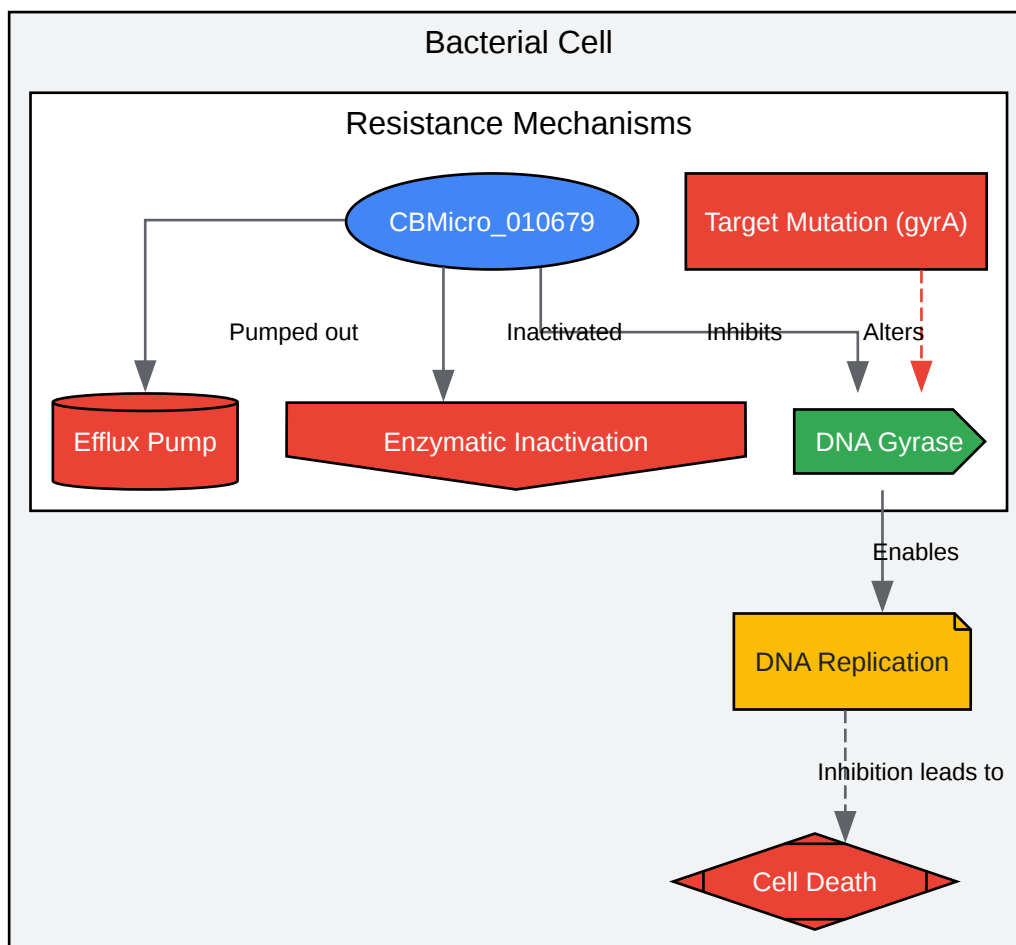 Bacterial Cell
Resistance Mechanisms
CBMicro_010679
Target Mutation (gyrA)
Pumped out
Inactivated
Inhibits
Alters
Efflux Pump
Enzymatic Inactivation
DNA Gyrase
Enables
DNA Replication
Inhibition leads to
Cell Death